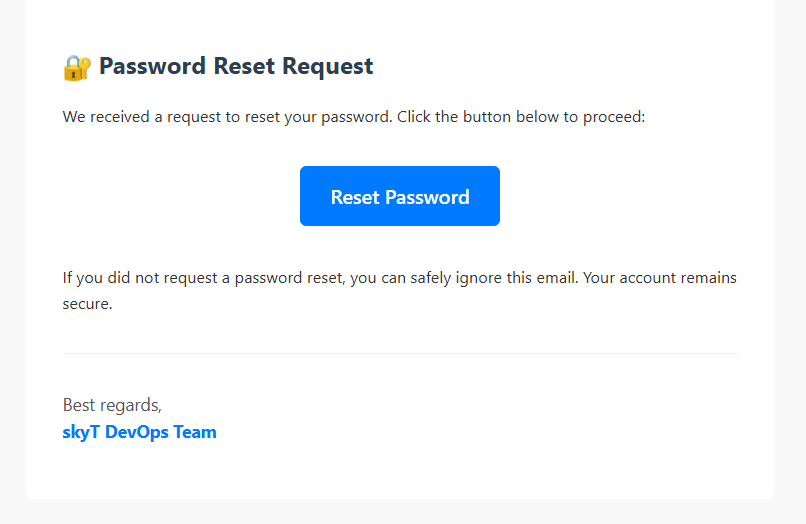 🔐 Password Reset Request
We received a request to reset your password. Click the button below to proceed:
Reset Password
If you did not request a password reset, you can safely ignore this email. Your account remains
secure.
Best regards,
skyT DevOps Team